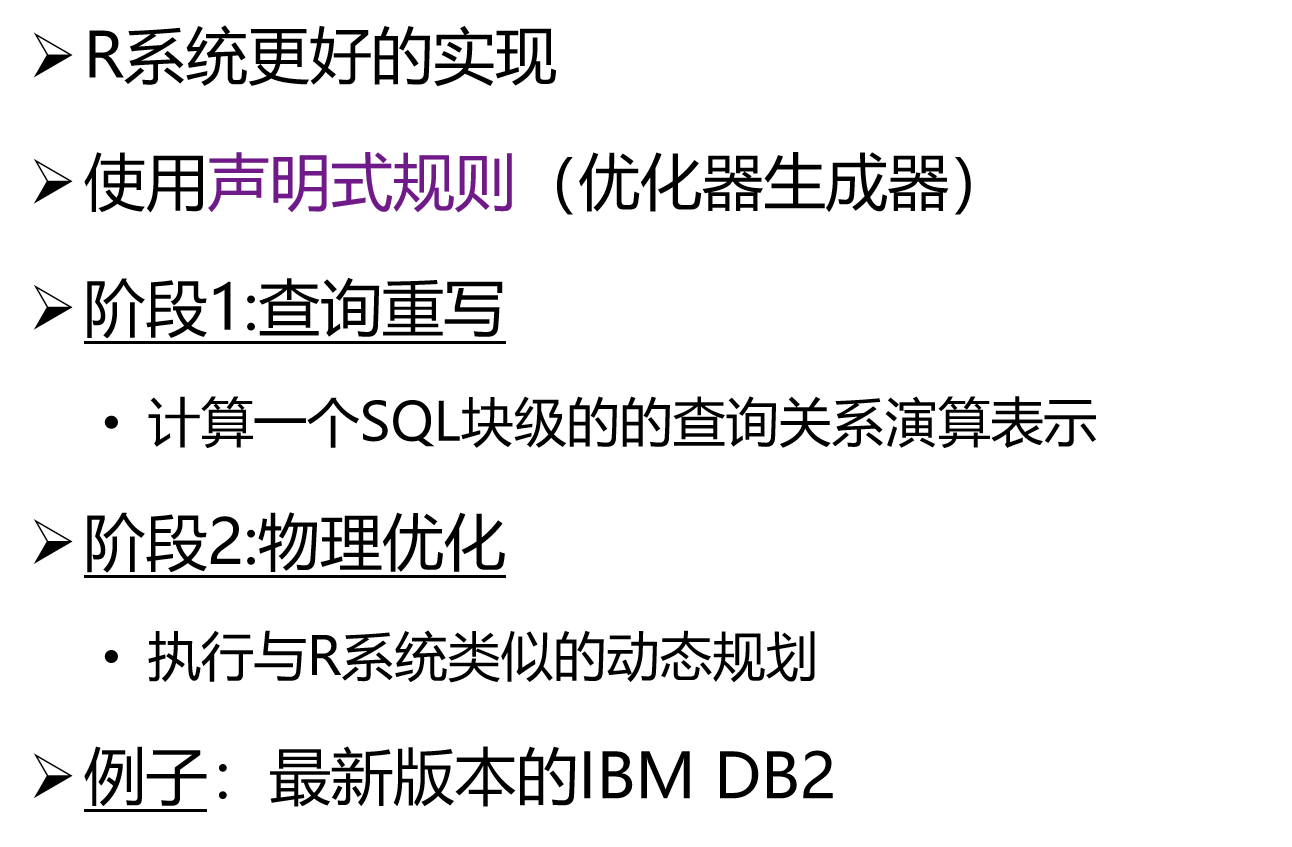 R系统更好的实现
使用声明式规则（优化器生成器）
阶段1:查询重写
计算一个SQL块级的的查询关系演算表示
阶段2:物理优化
执行与R系统类似的动态规划
例子：最新版本的IBM DB2